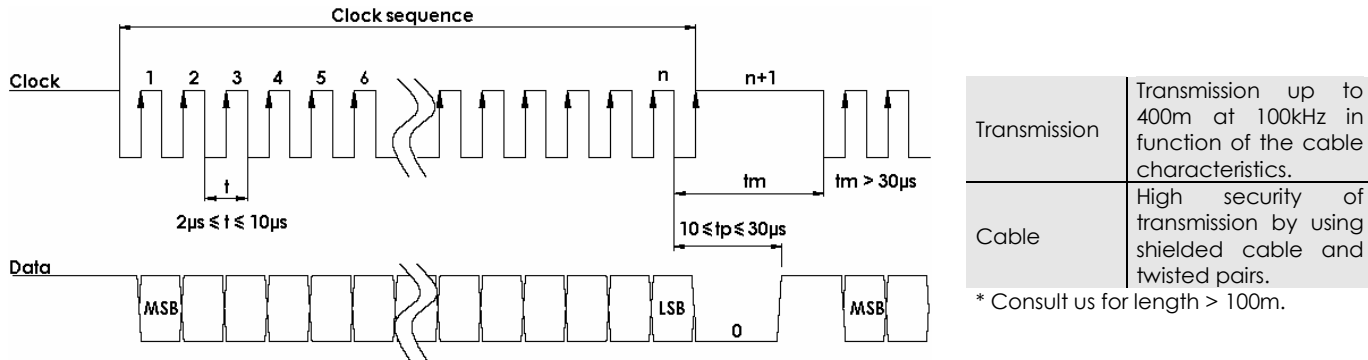 Clock sequence
Clock
1 2 3 4 5 6 n n+1
t
2µs ≤ t ≤ 10µs
tm
tm > 30µs
10 ≤ tp ≤ 30µs
Data
MSB
LSB
0
MSB
Transmission
Transmission up to
400m at 100kHz in
function of the cable
characteristics.
Cable
High security of
transmission by using
shielded cable and
twisted pairs.
* Consult us for length > 100m.